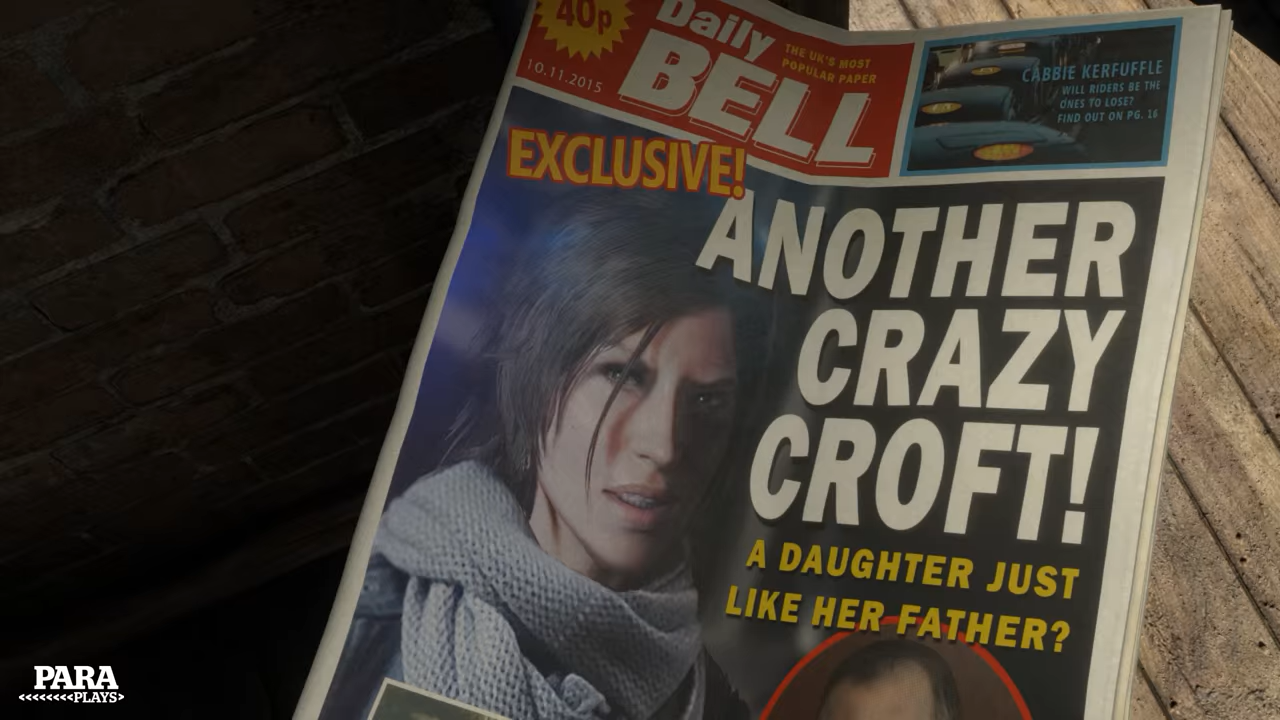 40p
Daily
BELL
THE UK'S MOST
POPULAR PAPER
10.11.2015
CABBIE KERFUFFLE
WILL RIDERS BE THE
ONES TO LOSE?
FIND OUT ON PG. 16
EXCLUSIVE!
ANOTHER
CRAZY
CROFT!
A DAUGHTER JUST
LIKE HER FATHER?
PARA
<<<<<<<<PLAYS>